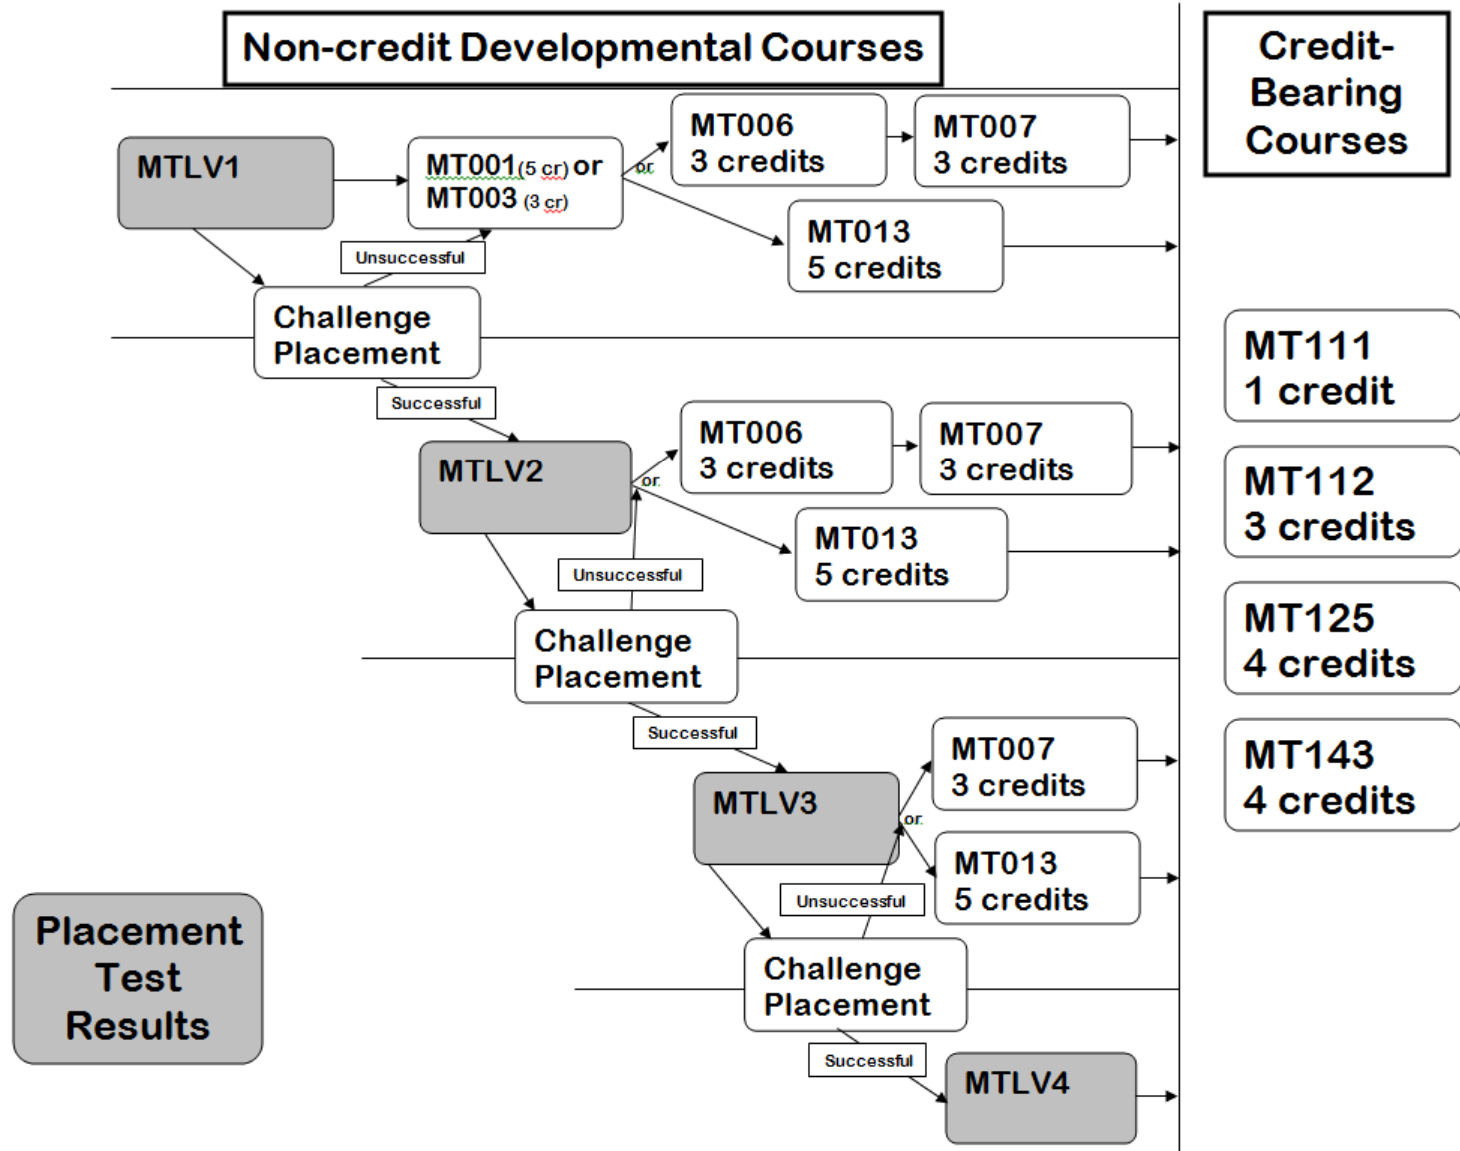 Non-credit Developmental Courses
Credit-
Bearing
Courses
MTLV1
MT001(5 cr) or
MT003 (3 cr)
or
MT006
3 credits
MT007
3 credits
MT013
5 credits
Unsuccessful
Challenge
Placement
Successful
MTLV2
or
MT006
3 credits
MT007
3 credits
MT013
5 credits
Unsuccessful
Challenge
Placement
Successful
MTLV3
or
MT007
3 credits
MT013
5 credits
Unsuccessful
Challenge
Placement
Successful
MTLV4
MT111
1 credit
MT112
3 credits
MT125
4 credits
MT143
4 credits
Placement
Test
Results